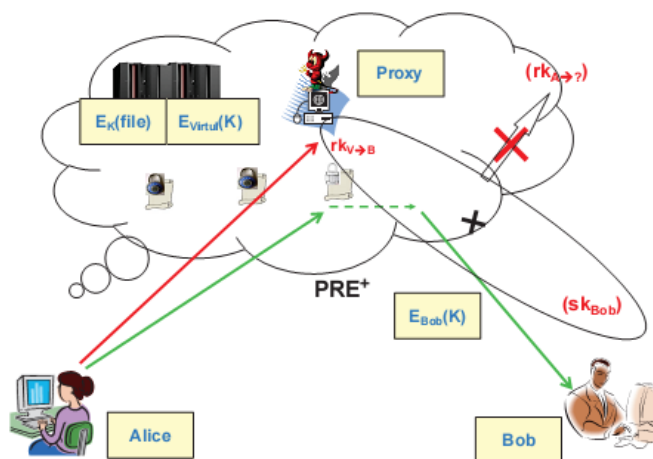 Proxy
(rkA→?)
EK(file)
EVirtul(K)
rkV→B
PRE+
EBob(K)
(skBob)
Alice
Bob